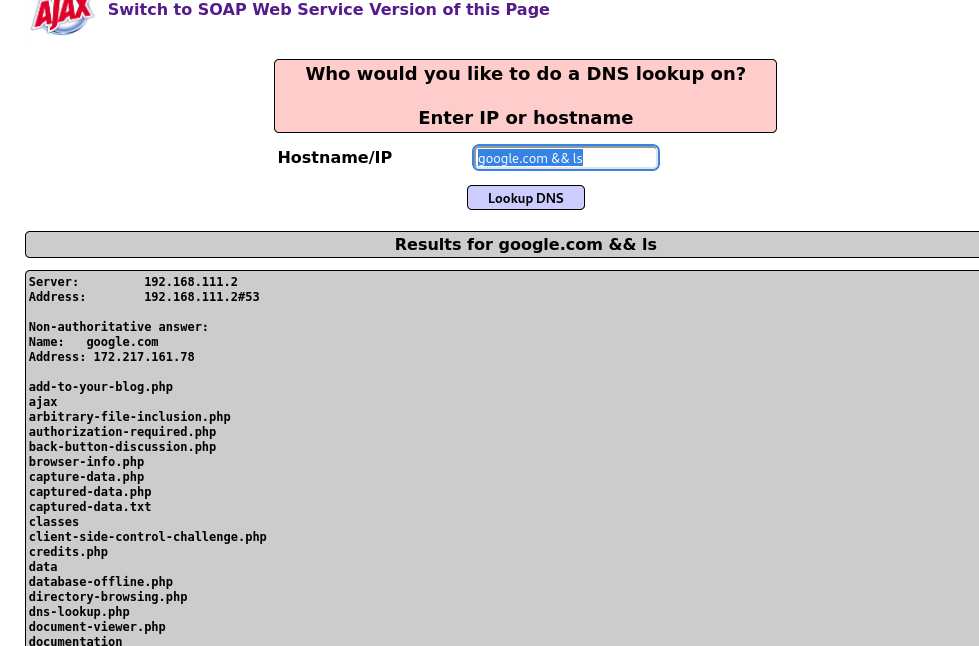 AJAX
Switch to SOAP Web Service Version of this Page
Who would you like to do a DNS lookup on?
Enter IP or hostname
Hostname/IP
google.com && ls
Lookup DNS
Results for google.com && ls
Server:		192.168.111.2
Address:	192.168.111.2#53
Non-authoritative answer:
Name:	google.com
Address: 172.217.161.78
add-to-your-blog.php
ajax
arbitrary-file-inclusion.php
authorization-required.php
back-button-discussion.php
browser-info.php
capture-data.php
captured-data.php
captured-data.txt
classes
client-side-control-challenge.php
credits.php
data
database-offline.php
directory-browsing.php
dns-lookup.php
document-viewer.php
documentation